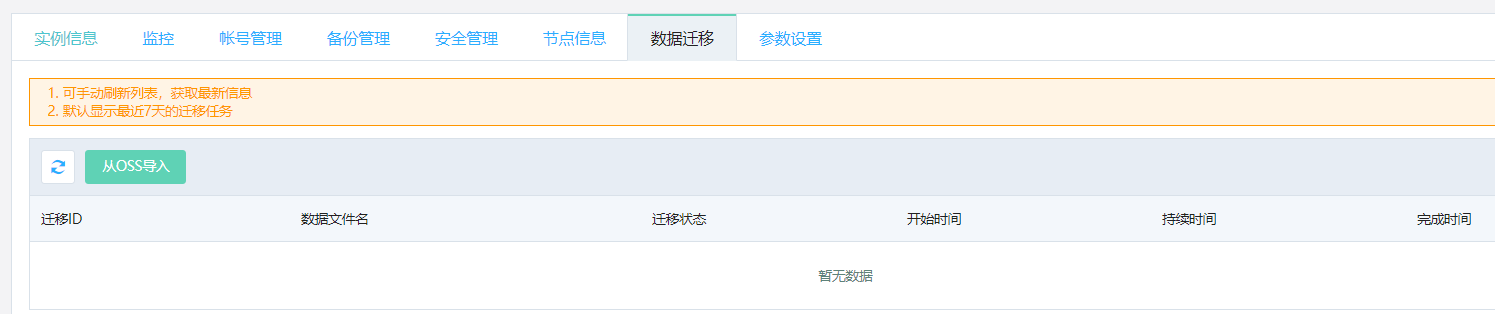 实例信息 监控 帐号管理 备份管理 安全管理 节点信息 数据迁移 参数设置
1. 可手动刷新列表，获取最新信息
2. 默认显示最近7天的迁移任务
从OSS导入
迁移ID 数据文件名 迁移状态 开始时间 持续时间 完成时间
暂无数据